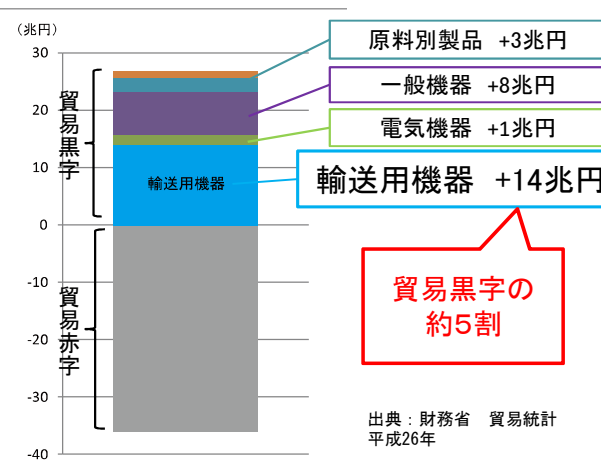 (兆円)
30
20
10
0
-10
-20
-30
-40
貿易黒字
貿易赤字
輸送用機器
原料別製品 +3兆円
一般機器 +8兆円
電気機器 +1兆円
輸送用機器 +14兆円
貿易黒字の
約5割
出典：財務省 貿易統計
平成26年